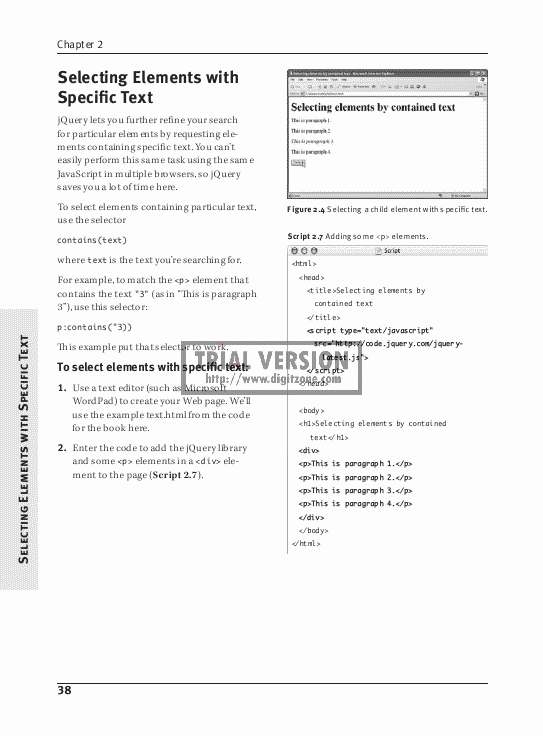 Chapter 2
Selecting Elements with
Specific Text
jQuery lets you further refine your search
for particular elements by requesting ele-
ments containing specific text. You can't
easily perform this same task using the same
JavaScript in multiple browsers, so jQuery
saves you a lot of time here.
To select elements containing particular text,
use the selector
contains(text)
where text is the text you're searching for.
For example, to match the <p> element that
contains the text "3" (as in "This is paragraph
3"), use this selector:
p:contains("3))
This example put that selector to work.
To select elements with specific text:
1. Use a text editor (such as Microsoft
WordPad) to create your Web page. We'll
use the example text.html from the code
for the book here.
2. Enter the code to add the jQuery library
and some <p> elements in a <div> ele-
ment to the page (Script 2.7).
Selecting elements by contained text
This is paragraph 1.
This is paragraph 2.
This is paragraph 3.
This is paragraph 4.
Figure 2.4 Selecting a child element with specific text.
Script 2.7 Adding some <p> elements.
Script
<html>
<head>
<title>Selecting elements by
contained text
</title>
<script type="text/javascript"
src="http://code.jquery.com/jquery-
latest.js">
</script>
</head>
<body>
<h1>Selecting elements by contained
text</h1>
<div>
<p>This is paragraph 1.</p>
<p>This is paragraph 2.</p>
<p>This is paragraph 3.</p>
<p>This is paragraph 4.</p>
</div>
</body>
</html>
TRIAL VERSION
http://www.digitzone.com
Selecting Elements with Specific Text
38